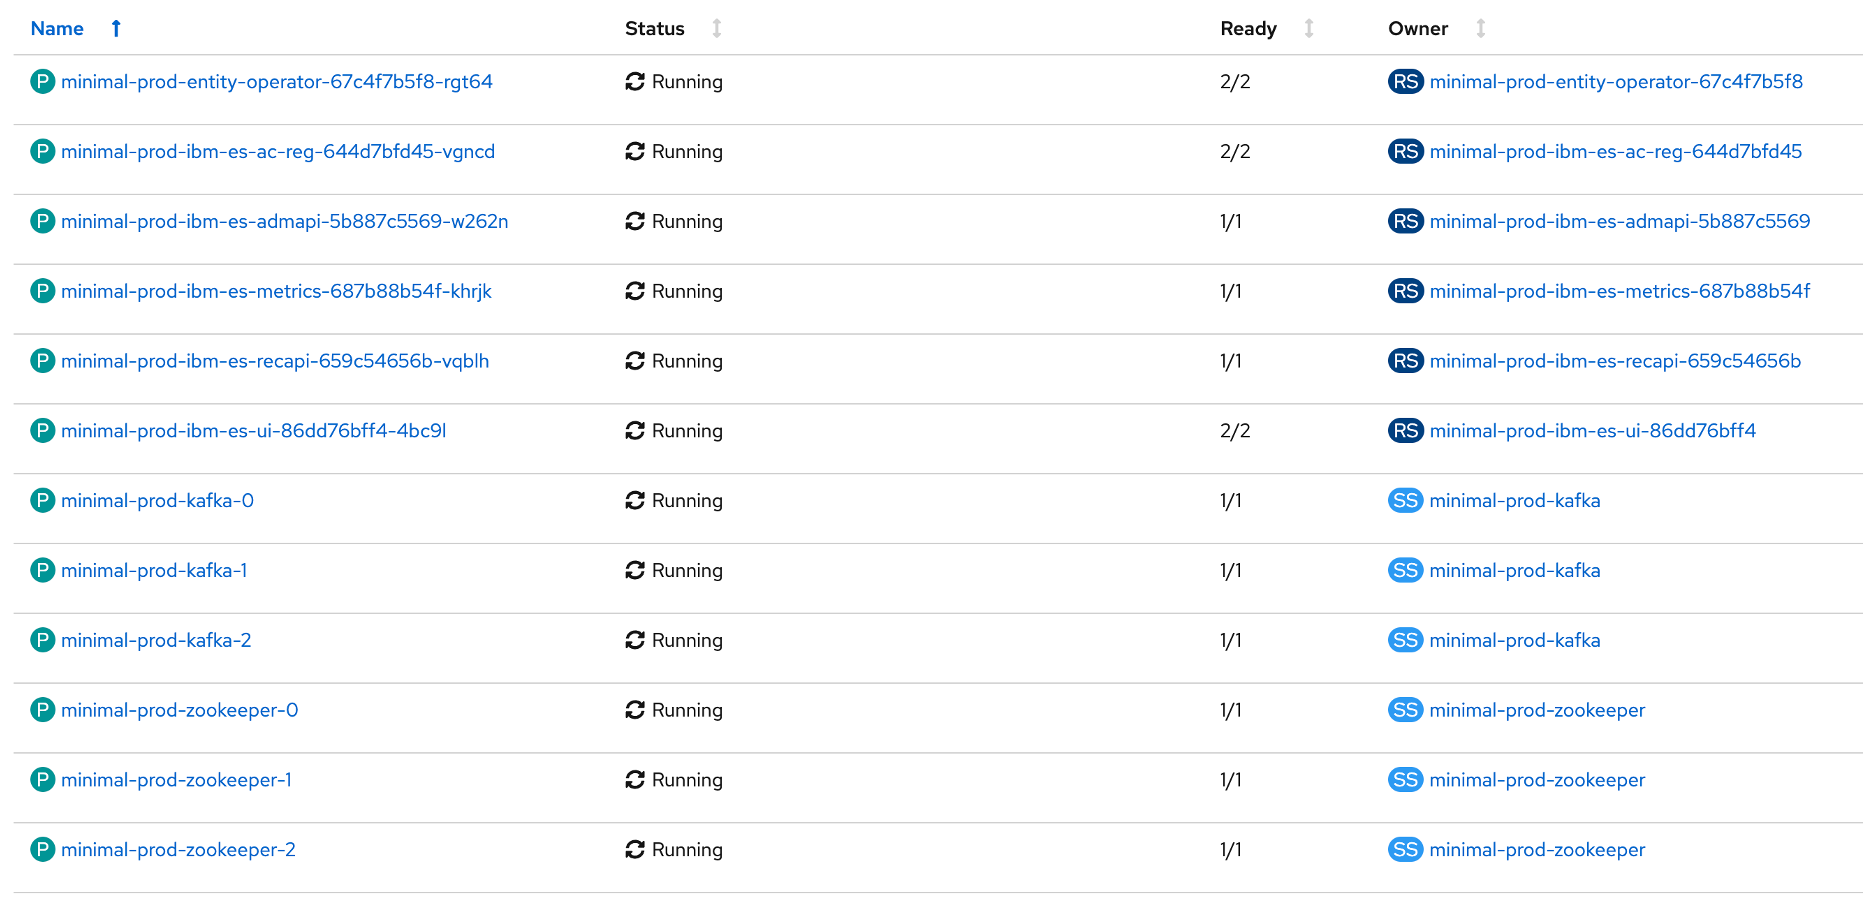 Name Status Ready Owner
P minimal-prod-entity-operator-67c4f7b5f8-rgt64 Running 2/2 RS minimal-prod-entity-operator-67c4f7b5f8
P minimal-prod-ibm-es-ac-reg-644d7bfd45-vgncd Running 2/2 RS minimal-prod-ibm-es-ac-reg-644d7bfd45
P minimal-prod-ibm-es-admapi-5b887c5569-w262n Running 1/1 RS minimal-prod-ibm-es-admapi-5b887c5569
P minimal-prod-ibm-es-metrics-687b88b54f-khrjk Running 1/1 RS minimal-prod-ibm-es-metrics-687b88b54f
P minimal-prod-ibm-es-recapi-659c54656b-vqblh Running 1/1 RS minimal-prod-ibm-es-recapi-659c54656b
P minimal-prod-ibm-es-ui-86dd76bff4-4bc9l Running 2/2 RS minimal-prod-ibm-es-ui-86dd76bff4
P minimal-prod-kafka-0 Running 1/1 SS minimal-prod-kafka
P minimal-prod-kafka-1 Running 1/1 SS minimal-prod-kafka
P minimal-prod-kafka-2 Running 1/1 SS minimal-prod-kafka
P minimal-prod-zookeeper-0 Running 1/1 SS minimal-prod-zookeeper
P minimal-prod-zookeeper-1 Running 1/1 SS minimal-prod-zookeeper
P minimal-prod-zookeeper-2 Running 1/1 SS minimal-prod-zookeeper